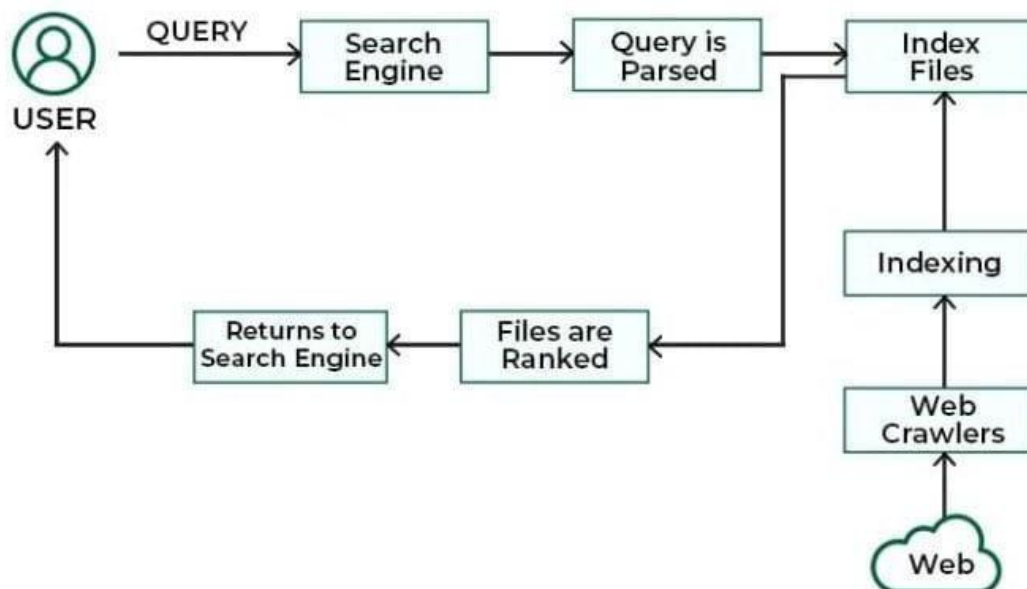 QUERY
USER
Search
Engine
Query is
Parsed
Index
Files
Indexing
Returns to
Search Engine
Files are
Ranked
Web
Crawlers
Web